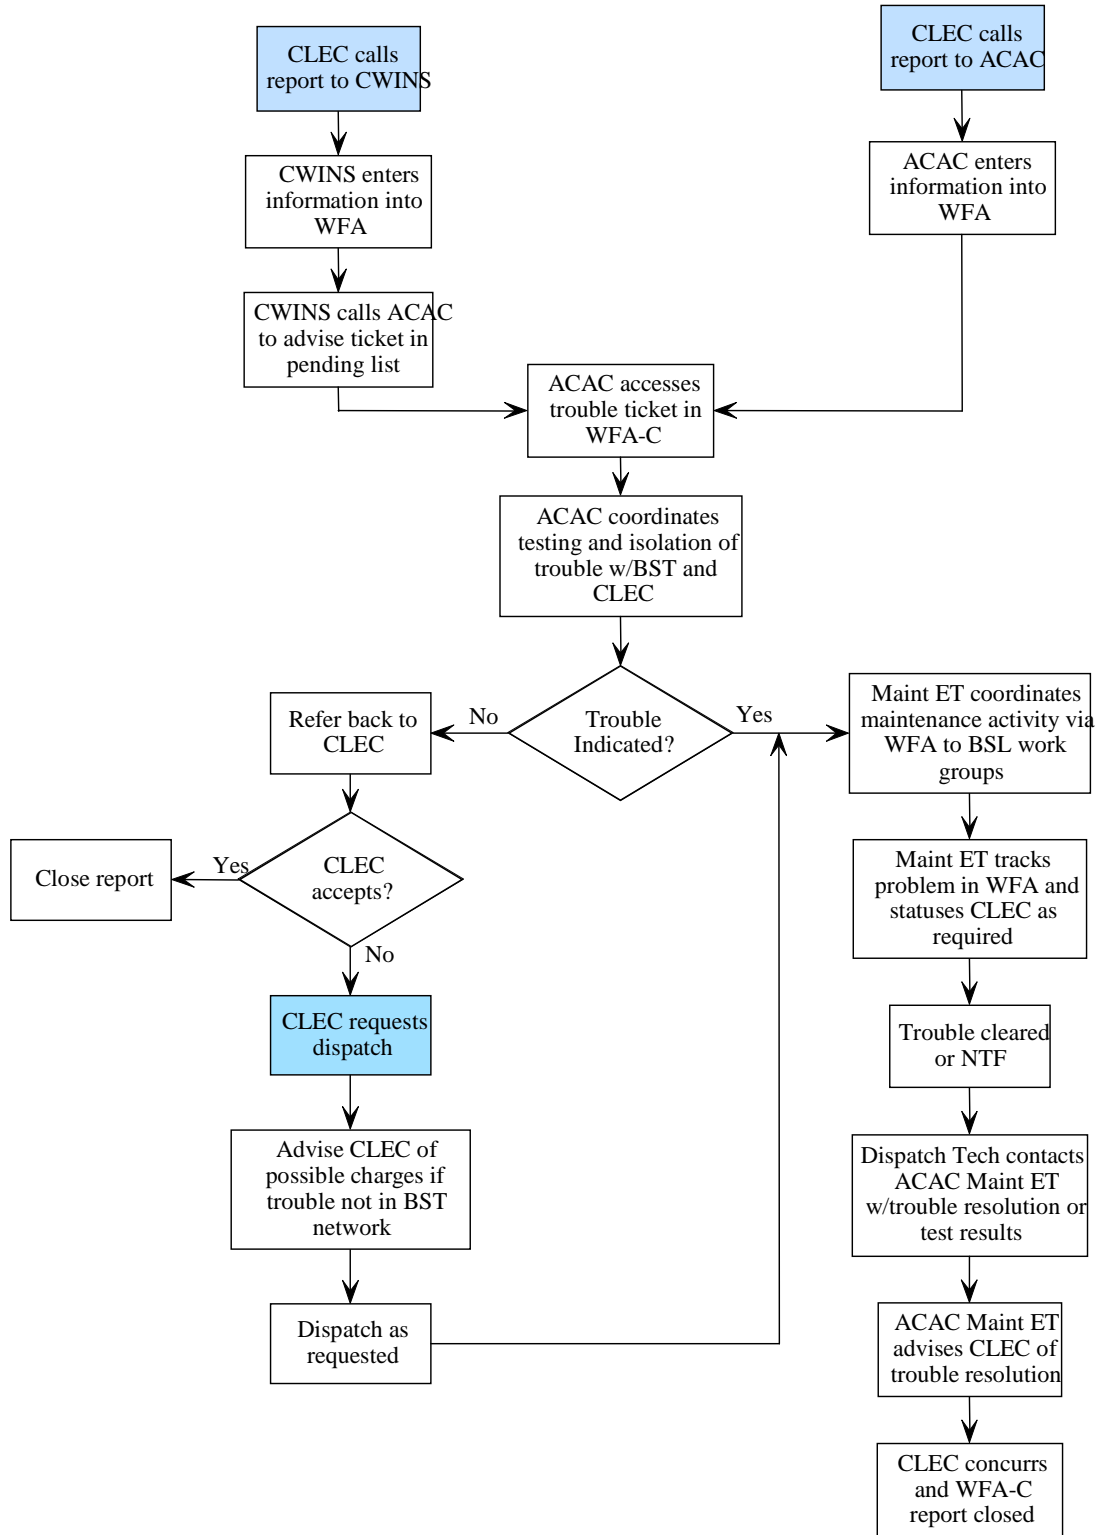 CLEC calls
report to CWINS
CLEC calls
report to ACAC
CWINS enters
information into
WFA
ACAC enters
information into
WFA
CWINS calls ACAC
to advise ticket in
pending list
ACAC accesses
trouble ticket in
WFA-C
ACAC coordinates
testing and isolation of
trouble w/BST and
CLEC
Trouble
Indicated?
No
Yes
Refer back to
CLEC
Maint ET coordinates
maintenance activity via
WFA to BSL work
groups
CLEC
accepts?
Yes
Close report
No
Maint ET tracks
problem in WFA and
statuses CLEC as
required
CLEC requests
dispatch
Trouble cleared
or NTF
Advise CLEC of
possible charges if
trouble not in BST
network
Dispatch Tech contacts
ACAC Maint ET
w/trouble resolution or
test results
Dispatch as
requested
ACAC Maint ET
advises CLEC of
trouble resolution
CLEC concurrs
and WFA-C
report closed